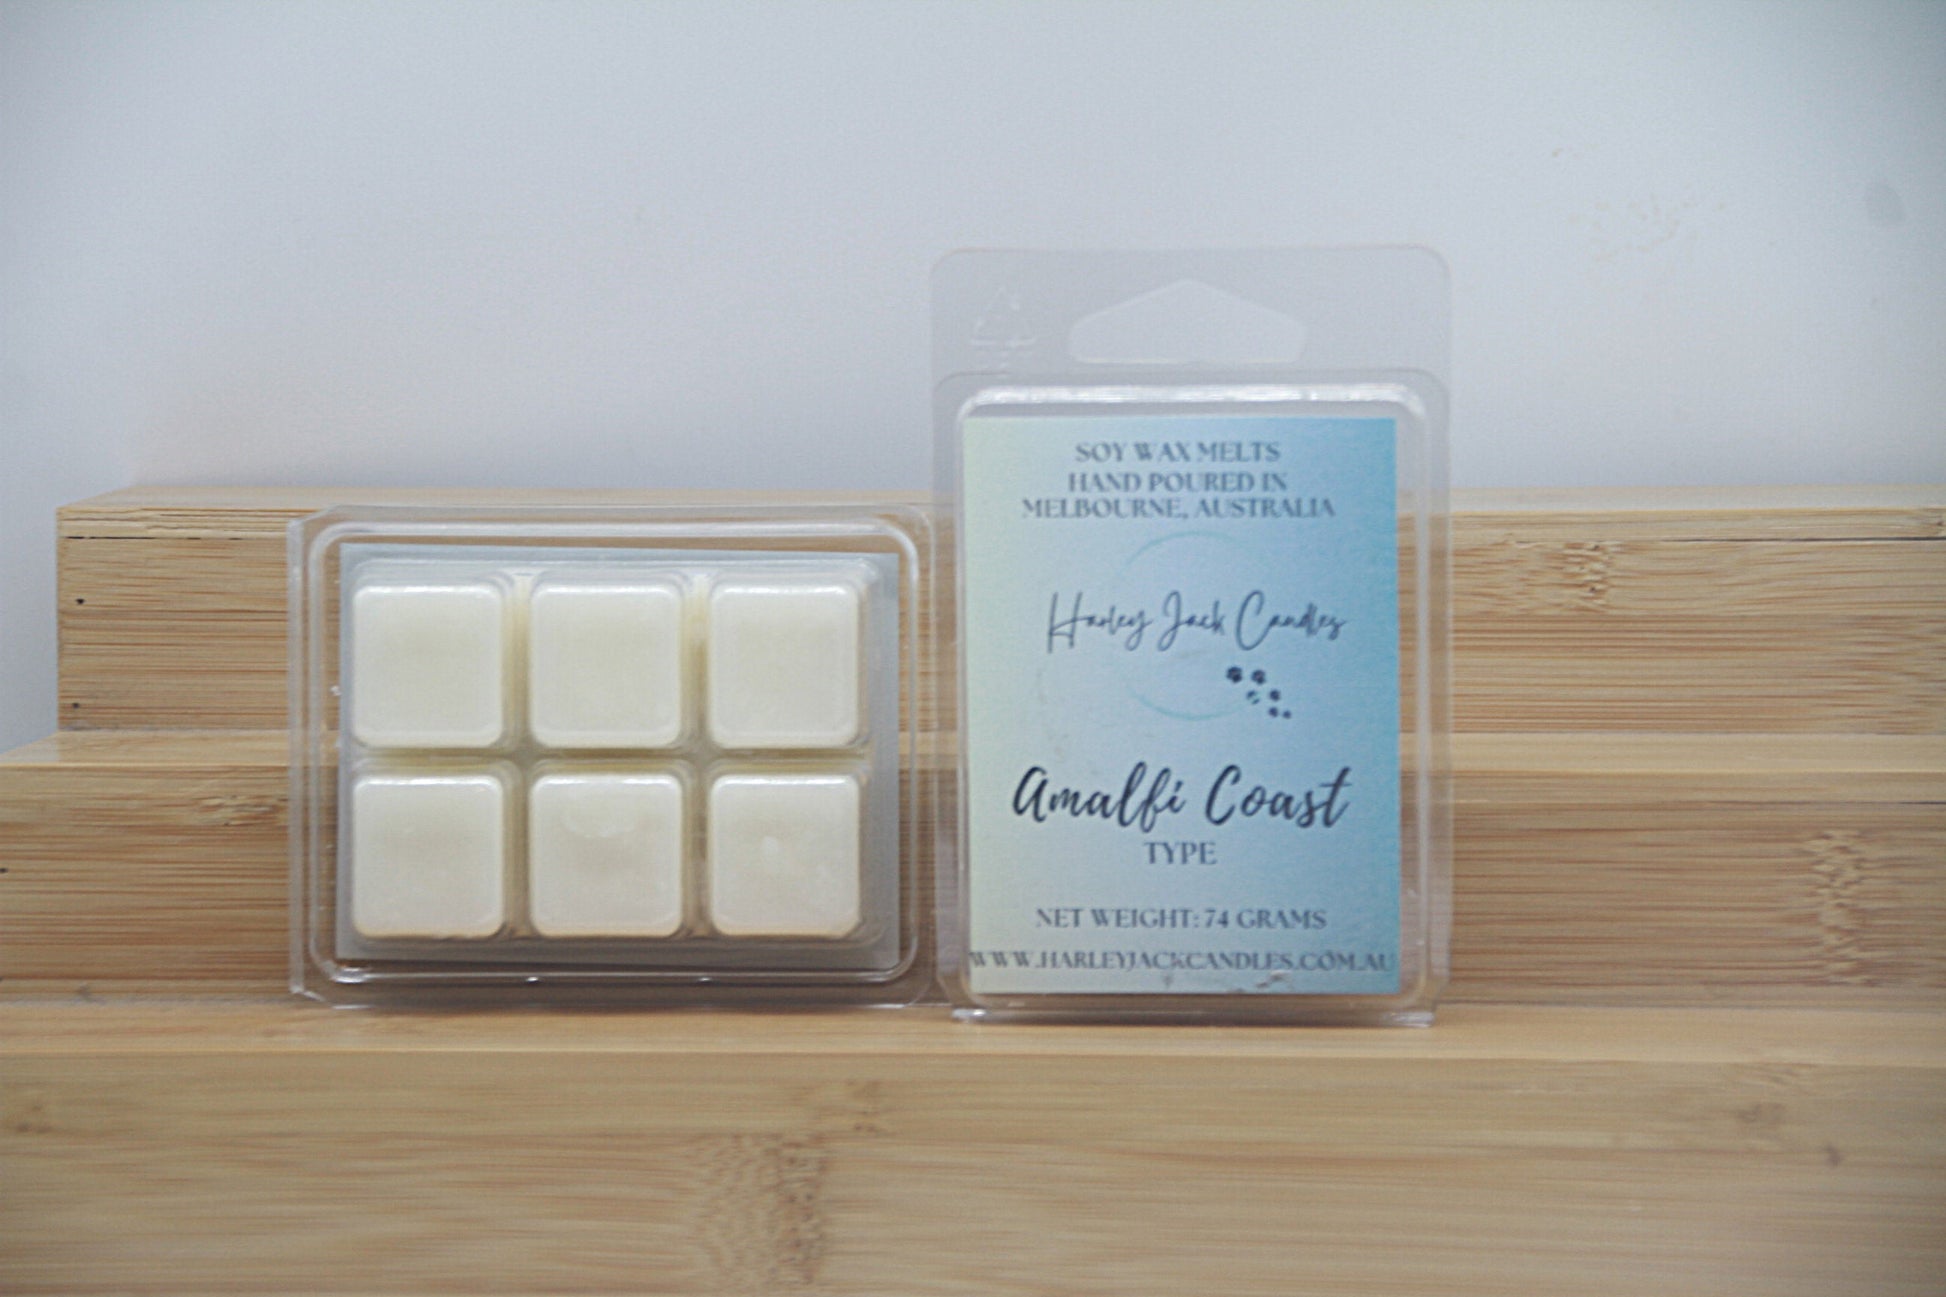 SOY WAX MELTS
HAND POURED IN
MELBOURNE, AUSTRALIA
Harley Jack Candles
Amalfi Coast
TYPE
NET WEIGHT: 74 GRAMS
WWW.HARLEYJACKCANDLES.COM.AU